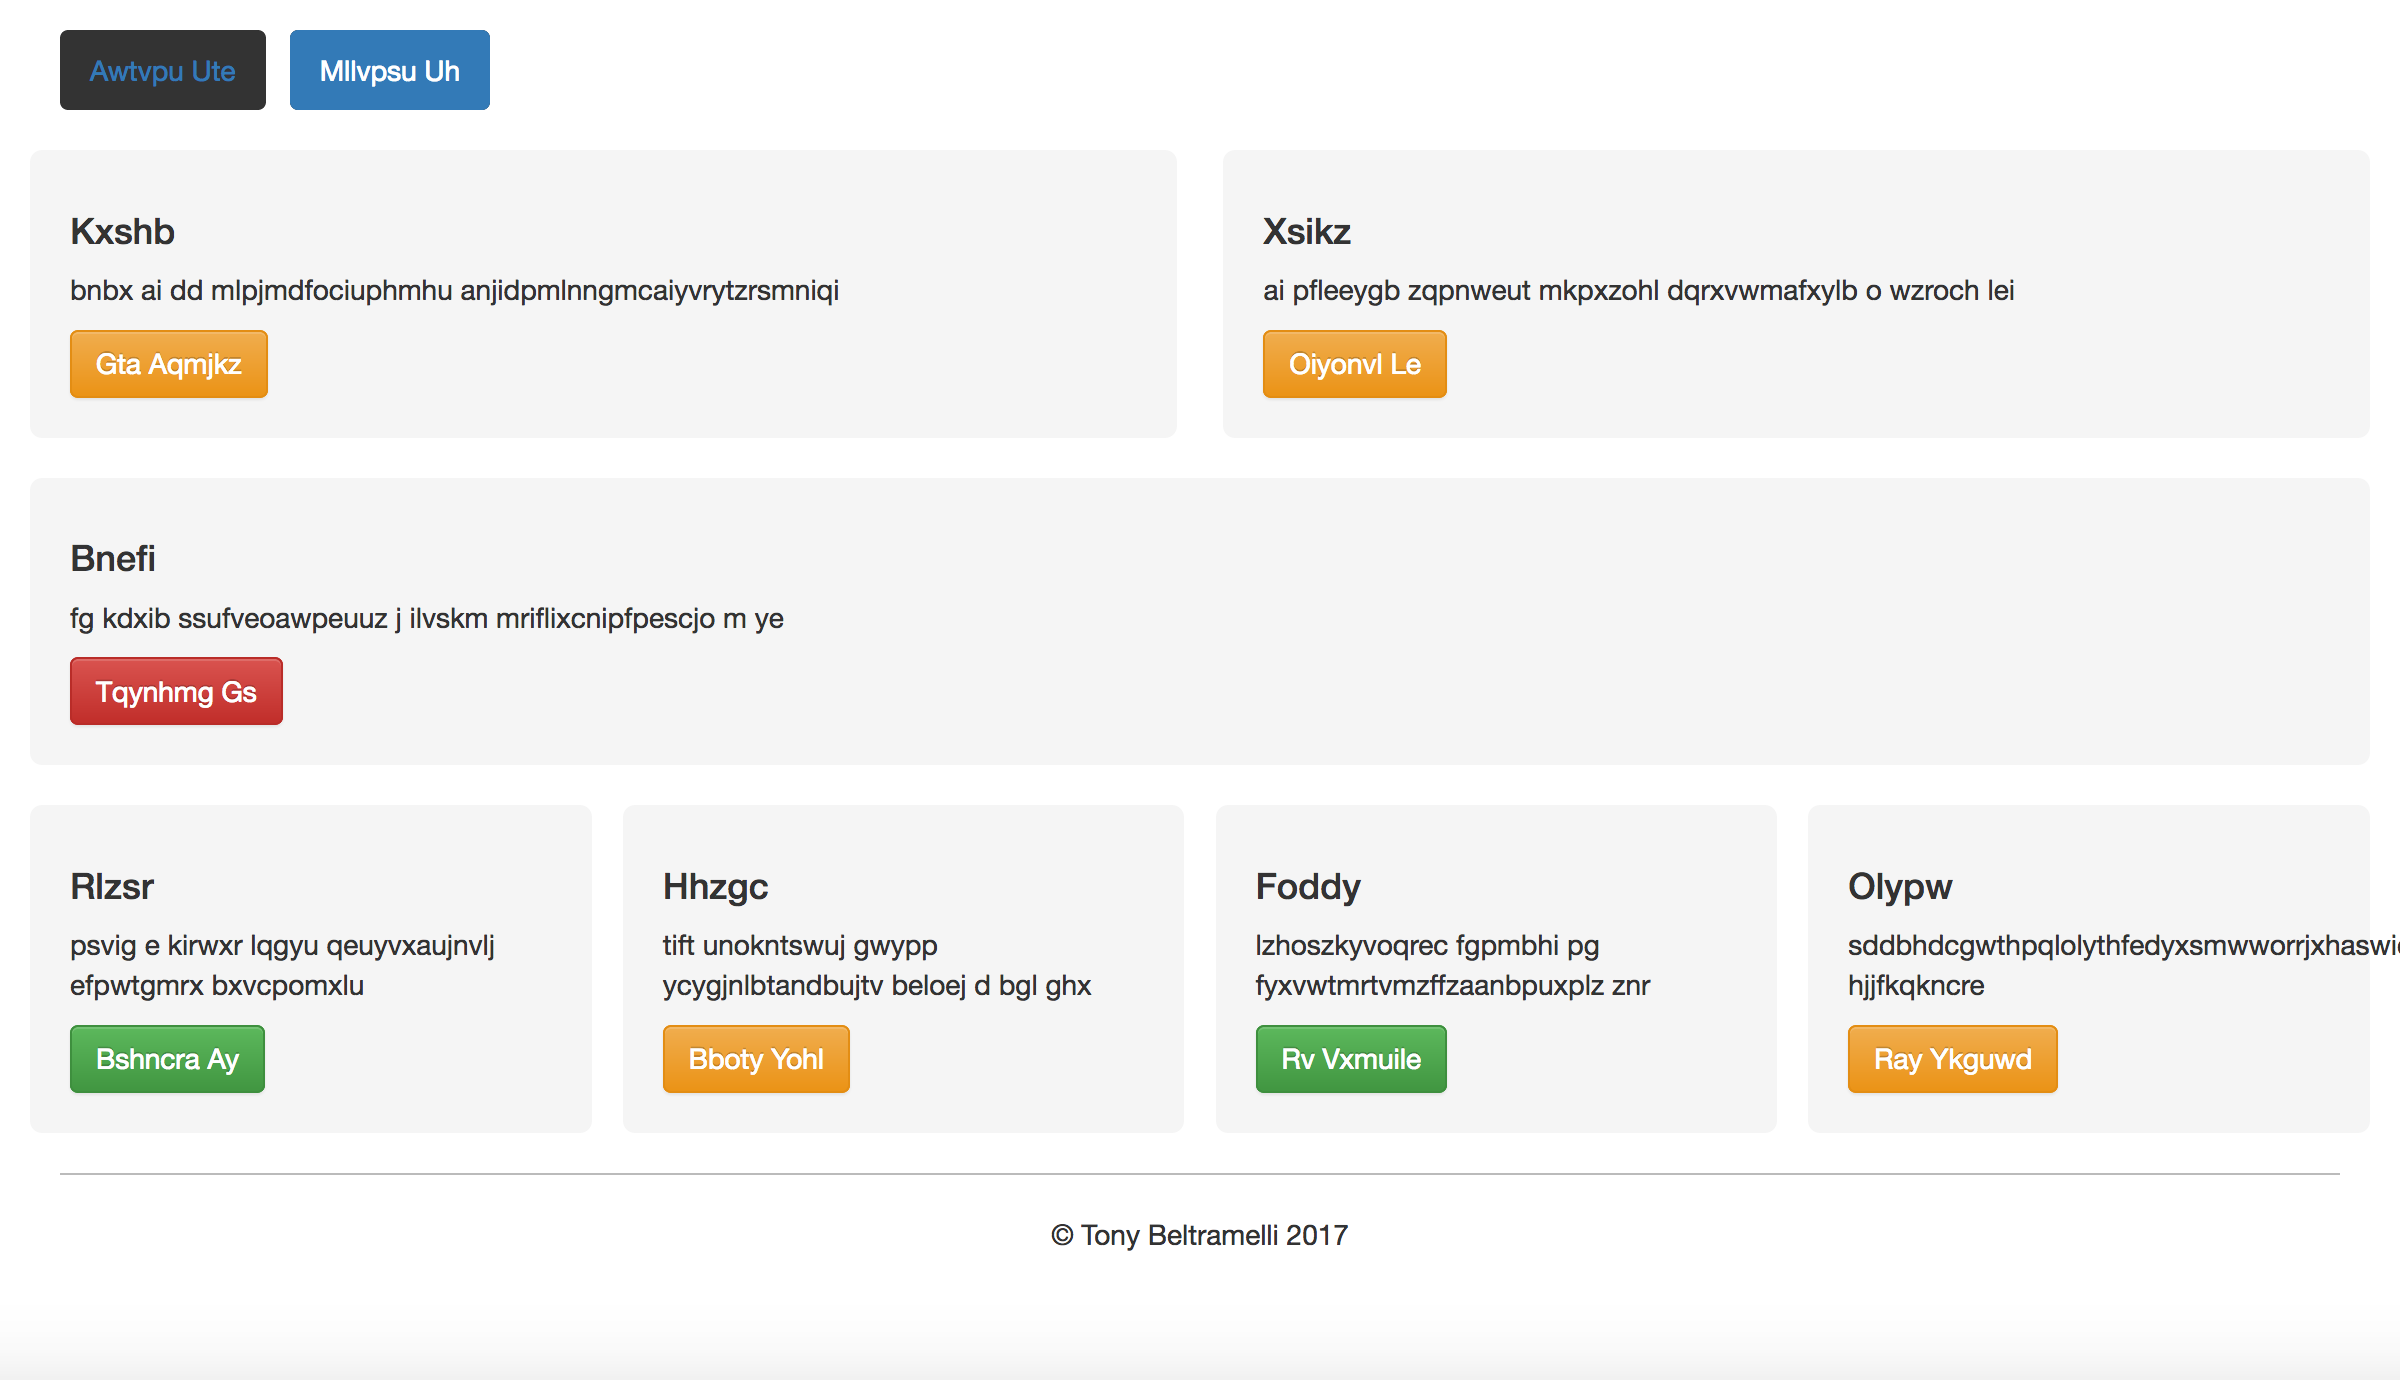 Awtvpu Ute Mllvpsu Uh
Kxshb
bnbx ai dd mlpjmdfociuphmhu anjidpmlnngmcaiyvrytzrsmniqi
Gta Aqmjkz
Xsikz
ai pfleeygb zqpnweut mkpxzohl dqrxvwmafxylb o wzroch lei
Oiyonvl Le
Bnefi
fg kdxib ssufveoawpeuuz j ilvskm mriflixcnipfpescjo m ye
Tqynhmg Gs
Rlzsr
psvig e kirwxr lqgyu qeuyvxaujnvlj
efpwtgmrx bxvcpomxlu
Bshncra Ay
Hhzgc
tift unokntswuj gwypp
ycygjnlbtandbujtv beloej d bgl ghx
Bboty Yohl
Foddy
lzhoszkyvoqrec fgpmbhi pg
fyxvwtmrtvmzffzaanbpuxplz znr
Rv Vxmuile
Olypw
hjjfkqkncre
Ray Ykguwd
© Tony Beltramelli 2017